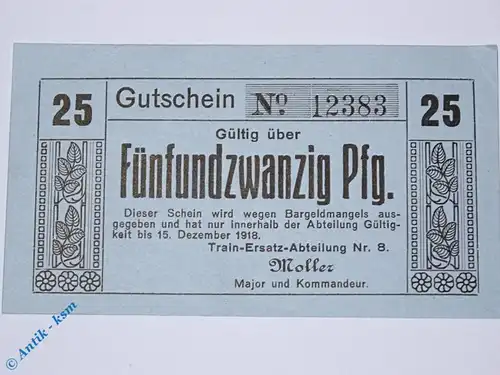 25 Gutschein No 12383 25
Gültig über
Fünfundzwanzig Pfg.
Dieser Schein wird wegen Bargeldmangels aus-
gegeben und hat nur innerhalb der Abteilung Gültig-
keit bis 15. Dezember 1918.
Train-Ersatz-Abteilung Nr. 8.
Moller
Major und Kommandeur.
© Antik - ksm